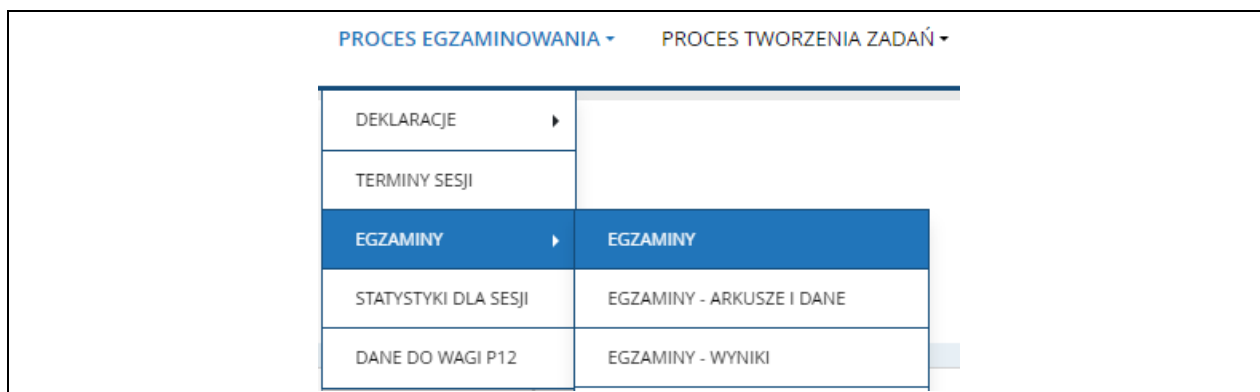 PROCES EGZAMINOWANIA PROCES TWORZENIA ZADAŃ
DEKLARACJE
TERMINY SESJI
EGZAMINY EGZAMINY
STATYSTYKI DLA SESJI EGZAMINY - ARKUSZE I DANE
DANE DO WAGI P12 EGZAMINY - WYNIKI